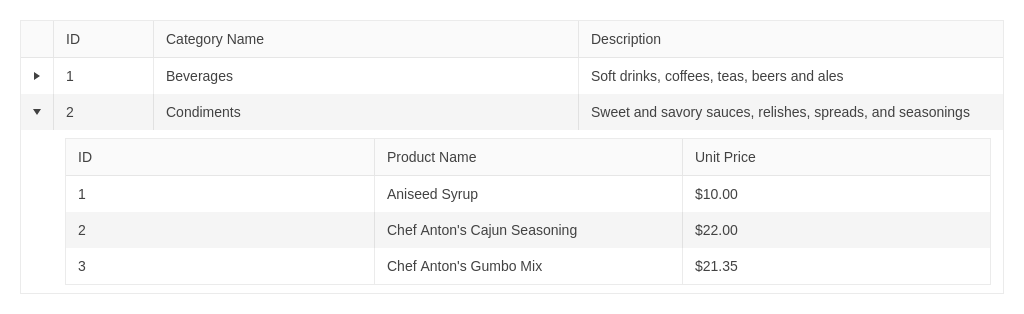 ID Category Name Description
1 Beverages Soft drinks, coffees, teas, beers and ales
2 Condiments Sweet and savory sauces, relishes, spreads, and seasonings
ID Product Name Unit Price
1 Aniseed Syrup $10.00
2 Chef Anton's Cajun Seasoning $22.00
3 Chef Anton's Gumbo Mix $21.35